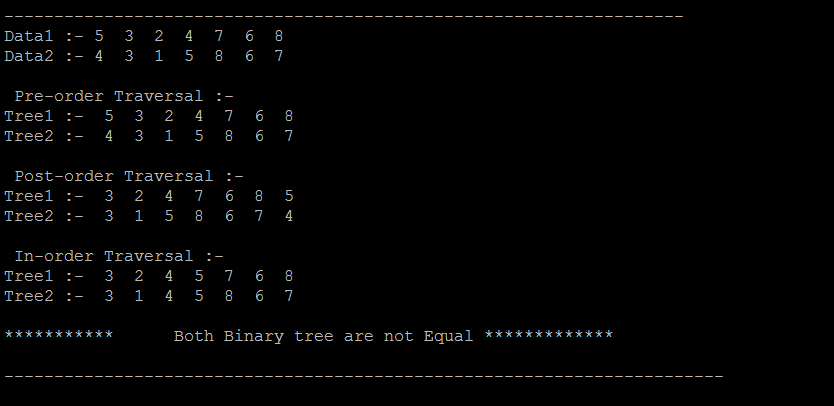 --------------------------------------------------------------------
Data1 :- 5  3  2  4  7  6  8
Data2 :- 4  3  1  5  8  6  7
 Pre-order Traversal :-
Tree1 :-  5  3  2  4  7  6  8
Tree2 :-  4  3  1  5  8  6  7
 Post-order Traversal :-
Tree1 :-  3  2  4  7  6  8  5
Tree2 :-  3  1  5  8  6  7  4
 In-order Traversal :-
Tree1 :-  3  2  4  5  7  6  8
Tree2 :-  3  1  4  5  8  6  7
***********      Both Binary tree are not Equal *************
------------------------------------------------------------------------